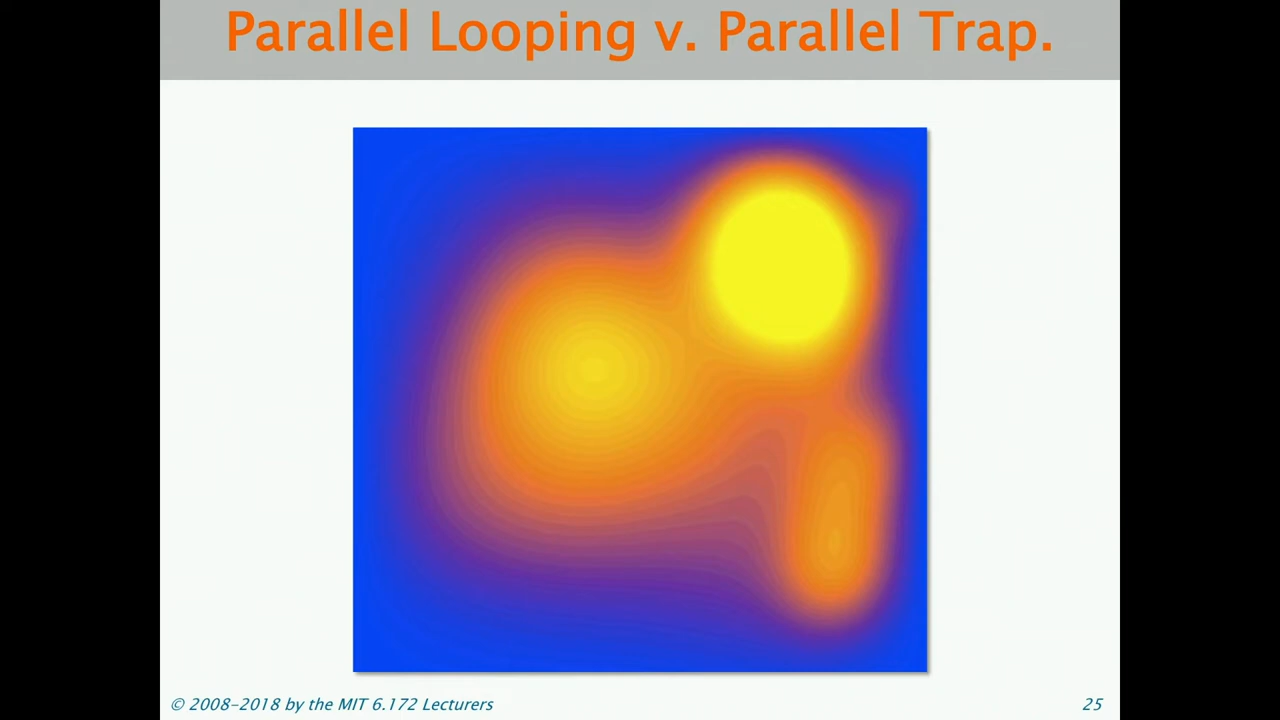 Parallel Looping v. Parallel Trap.
© 2008–2018 by the MIT 6.172 Lecturers
25